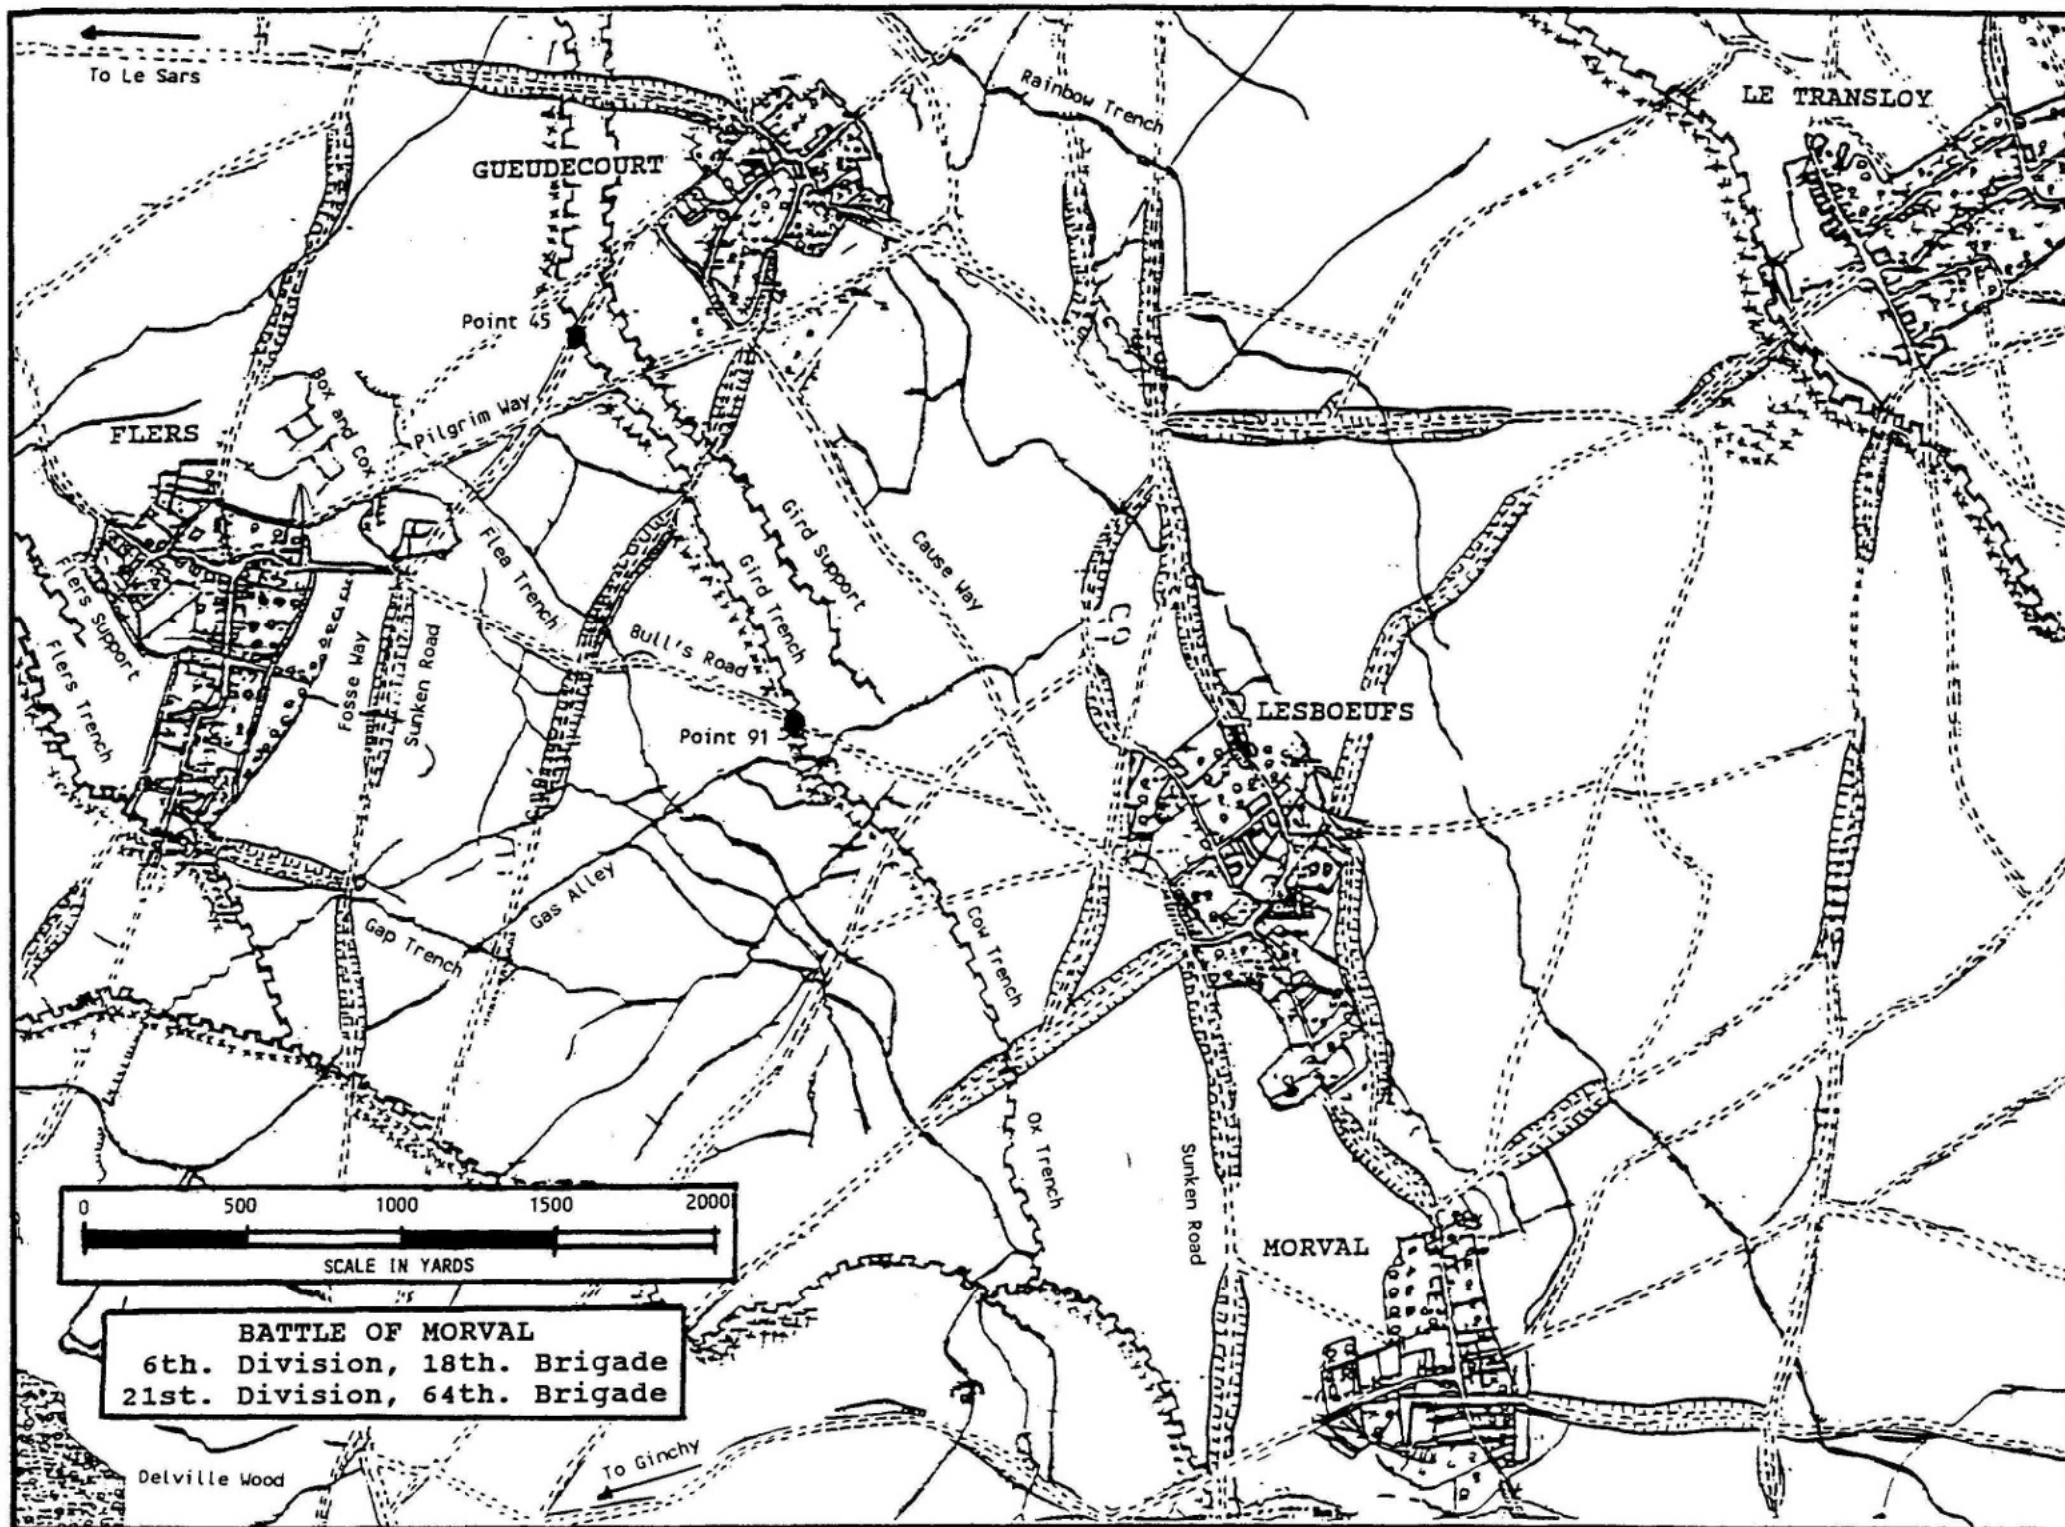 To Le Sars
Rainbow Trench
LE TRANSLOY
GUEUDECOURT
Point 45
Box and Cox
Pilgrim Way
FLERS
Gird Support
Cause Way
Flea Trench
Gird Trench
Flers Support
Flers Trench
Fosse Way
Sunken Road
Bull's Road
Point 91
LESBOEUFS
Gas Alley
Gap Trench
Cow Trench
Ox Trench
Sunken Road
MORVAL
0 500 1000 1500 2000
SCALE IN YARDS
BATTLE OF MORVAL
6th. Division, 18th. Brigade
21st. Division, 64th. Brigade
Delville Wood
To Ginchy